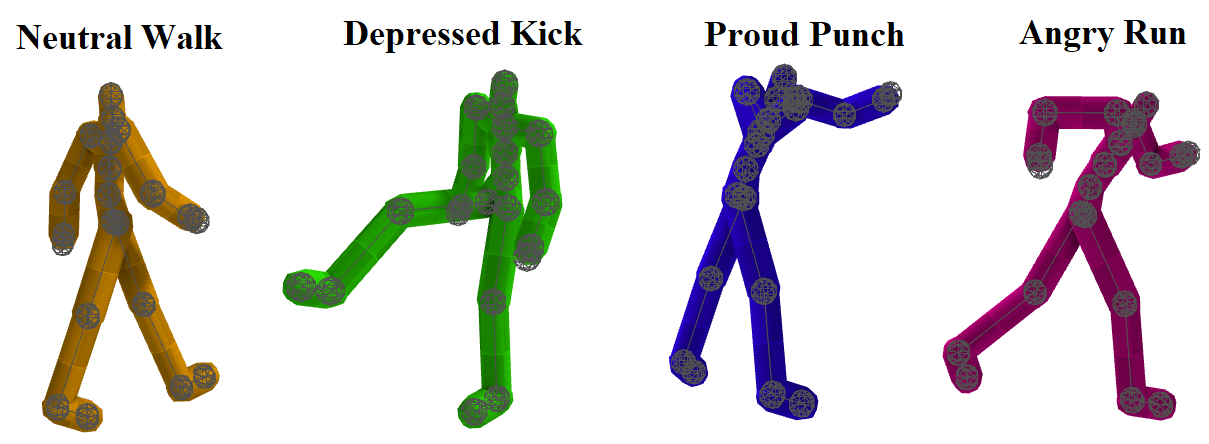 Neutral Walk
Depressed Kick
Proud Punch
Angry Run